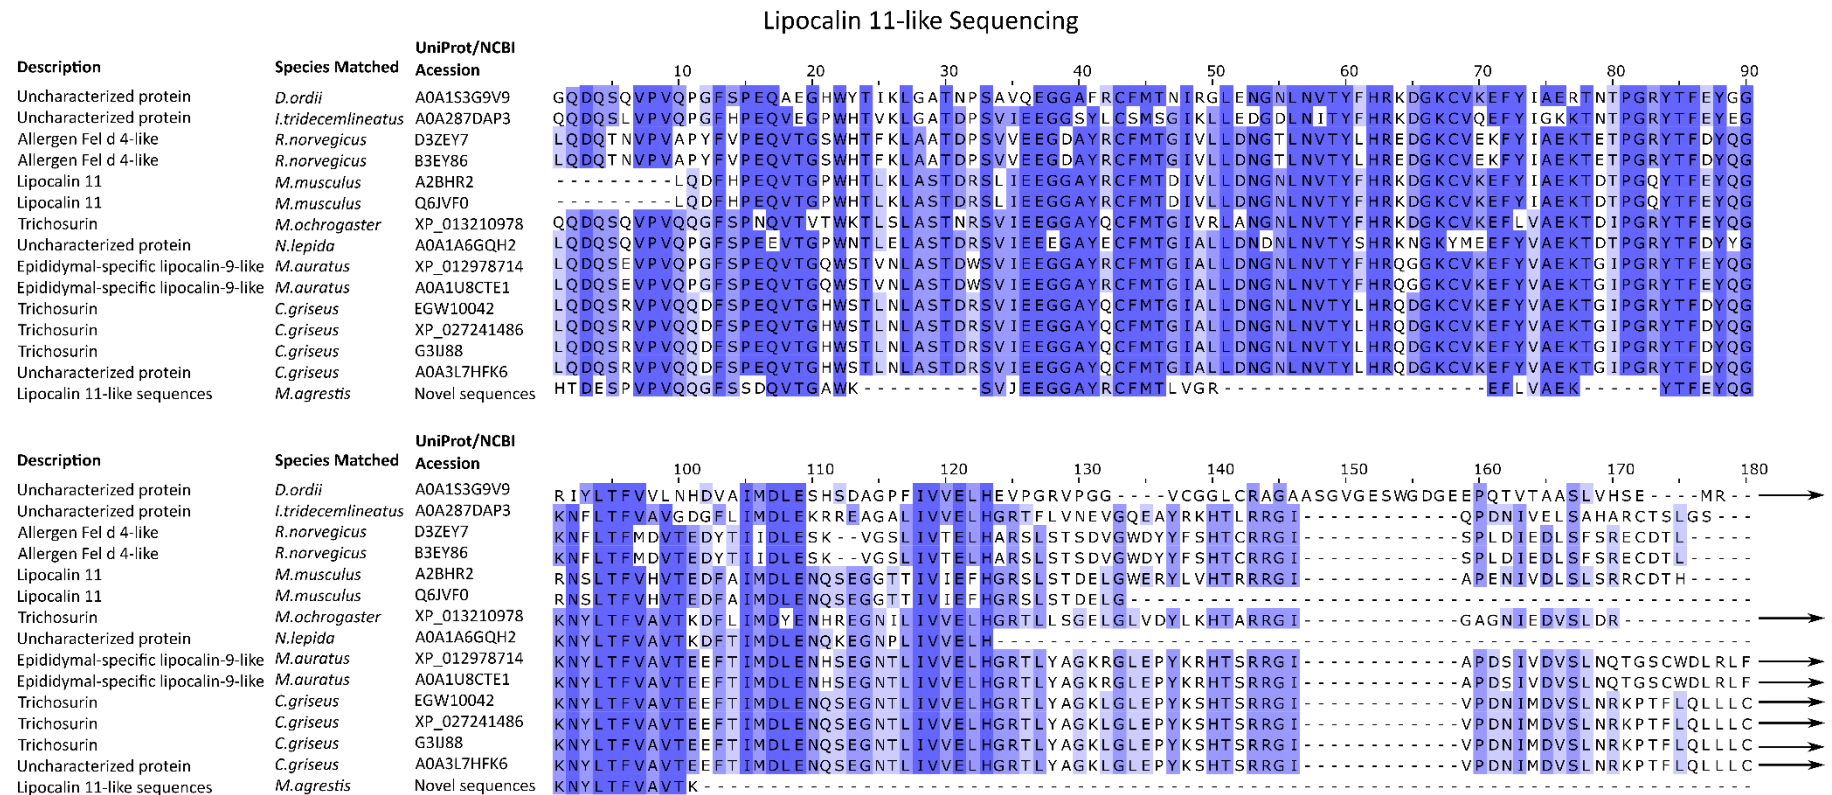 Lipocalin 11-like Sequencing
Description Species Matched UniProt/NCBI Acession 10 20 30 40 50 60 70 80 90
Uncharacterized protein D.ordii A0A1S3G9V9 GQDQSQVPVQPGFSPEQAEGHWYTIKLGATNPSAVQEGGAFRCFMTNIRGLENGNLNVTYFHRKDGKCVKEFYIAERTNTPGRYTFEYGG
Uncharacterized protein I.tridecemlineatus A0A287DAP3 QQDQSLVPVQPGFHPEQVEGPWHTVKLGATDPSVIEEGGSYLCSMSGIKLLEDGDLNITYFHRKDGKCVQEFYIGKKTNTPGRYTFEYEG
Allergen Fel d 4-like R.norvegicus D3ZEY7 LQDQTNVPVAPYFVPEQVTGSWHTFKLAATDPSVVEEGDAYRCFMTGIVLLDNGTLNVTYLHREDGKCVEKFYIAEKTETPGRYTFDYQG
Allergen Fel d 4-like R.norvegicus B3EY86 LQDQTNVPVAPYFVPEQVTGSWHTFKLAATDPSVVEEGDAYRCFMTGIVLLDNGTLNVTYLHREDGKCVEKFYIAEKTETPGRYTFDYQG
Lipocalin 11 M.musculus A2BHR2 ---------LQDFHPEQVTGPWHTLKLASTDRSLIEEGGAYRCFMTDIVLLDNGNLNVTYFHRKDGKCVKEFYIAEKTDTPGQYTFEYQG
Lipocalin 11 M.musculus Q6JVF0 ---------LQDFHPEQVTGPWHTLKLASTDRSLIEEGGAYRCFMTDIVLLDNGNLNVTYFHRKDGKCVKEFYIAEKTDTPGQYTFEYQG
Trichosurin M.ochrogaster XP_013210978 QQDQSQVPVQQGFSPNQVTVTWKTLSLASTNRSVIEEGGAYQCFMTGIVRLANGNLNVTYFHRKDGKCVKEFLVAEKTDIPGRYTFEYQG
Uncharacterized protein N.lepida A0A1A6GQH2 LQDQSQVPVQPGFSPEEVTGPWNTLELASTDRSVIEEGEAYECFMTGIALLDNDNLNVTYSHRKNGKYMEEFYVAEKTDTPGRYTFDYYG
Epididymal-specific lipocalin-9-like M.auratus XP_012978714 LQDQSEVPVQPGFSPEQVTGQWSTVNLASTDWSVIEEGGAYRCFMTGIALLDNGNLNVTYFHRQGGKCVKEFYVAEKTGIPGRYTFEYQG
Epididymal-specific lipocalin-9-like M.auratus A0A1U8CTE1 LQDQSEVPVQPGFSPEQVTGQWSTVNLASTDWSVIEEGGAYRCFMTGIALLDNGNLNVTYFHRQGGKCVKEFYVAEKTGIPGRYTFEYQG
Trichosurin C.griseus EGW10042 LQDQSRVPVQQDFSPEQVTGHWSTLNLASTDRSVIEEGGAYQCFMTGIALLDNGNLNVTYLHRQDGKCVKEFYVAEKTGIPGRYTFDYQG
Trichosurin C.griseus XP_027241486 LQDQSRVPVQQDFSPEQVTGHWSTLNLASTDRSVIEEGGAYQCFMTGIALLDNGNLNVTYLHRQDGKCVKEFYVAEKTGIPGRYTFDYQG
Trichosurin C.griseus G3IJ88 LQDQSRVPVQQDFSPEQVTGHWSTLNLASTDRSVIEEGGAYQCFMTGIALLDNGNLNVTYLHRQDGKCVKEFYVAEKTGIPGRYTFDYQG
Uncharacterized protein C.griseus A0A3L7HFK6 LQDQSRVPVQQDFSPEQVTGHWSTLNLASTDRSVIEEGGAYQCFMTGIALLDNGNLNVTYLHRQDGKCVKEFYVAEKTGIPGRYTFDYQG
Lipocalin 11-like sequences M.agrestis Novel sequences HTDESPVPVQQGFSSDQVTGAWK---------SVJEEGGAYRCFMTLVGR--------------------EFLVAEK------YTFEYQG
Description Species Matched UniProt/NCBI Acession 100 110 120 130 140 150 160 170 180
Uncharacterized protein D.ordii A0A1S3G9V9 RIYLTFVVLNHDVAIMDLESHSDAGPFIVVELHEVPGRVPGG----VCGGLCRAGAASGVGESWGDGEEPQTVTAASLVHSE----MR--
Uncharacterized protein I.tridecemlineatus A0A287DAP3 KNFLTFVAVGDGFLIMDLEKRREAGALIVVELHGRTFLVNEVGQEAYRKHTLRRGI------------QPDNIVELSAHARCTSLGS---
Allergen Fel d 4-like R.norvegicus D3ZEY7 KNFLTFMDVTEDYTIIDLESK--VGSLIVTELHARSLSTSDVGWDYYFSHTCRRGI------------SPLDIEDLSFSRECDTL-----
Allergen Fel d 4-like R.norvegicus B3EY86 KNFLTFMDVTEDYTIIDLESK--VGSLIVTELHARSLSTSDVGWDYYFSHTCRRGI------------SPLDIEDLSFSRECDTL-----
Lipocalin 11 M.musculus A2BHR2 RNSLTFVHVTEDFAIMDLENQSEGGTTIVIEFHGRSLSTDELGWERYLVHTRRRGI------------APENIVDLSLSRRCDTH-----
Lipocalin 11 M.musculus Q6JVF0 RNSLTFVHVTEDFAIMDLENQSEGGTTIVIEFHGRSLSTDELG-----------------------------------------------
Trichosurin M.ochrogaster XP_013210978 KNYLTFVAVTKDFLIMDYENHREGNILIVVELHGRTLLSGELGLVDYLKHTARRGI------------GAGNIEDVSLDR----------
Uncharacterized protein N.lepida A0A1A6GQH2 KNYLTFVAVTKDFTIMDLENQKEGNPLIVVELH---------------------------------------------------------
Epididymal-specific lipocalin-9-like M.auratus XP_012978714 KNYLTFVAVTEEFTIMDLENHSEGNTLIVVELHGRTLYAGKRGLEPYKRHTSRRGI------------APDSIVDVSLNQTGSCWDLRLF
Epididymal-specific lipocalin-9-like M.auratus A0A1U8CTE1 KNYLTFVAVTEEFTIMDLENHSEGNTLIVVELHGRTLYAGKRGLEPYKRHTSRRGI------------APDSIVDVSLNQTGSCWDLRLF
Trichosurin C.griseus EGW10042 KNYLTFVAVTEEFTIMDLENQSEGNTLIVVELHGRTLYAGKLGLEPYKSHTSRRGI------------VPDNIMDVSLNRKPTFLQLLLC
Trichosurin C.griseus XP_027241486 KNYLTFVAVTEEFTIMDLENQSEGNTLIVVELHGRTLYAGKLGLEPYKSHTSRRGI------------VPDNIMDVSLNRKPTFLQLLLC
Trichosurin C.griseus G3IJ88 KNYLTFVAVTEEFTIMDLENQSEGNTLIVVELHGRTLYAGKLGLEPYKSHTSRRGI------------VPDNIMDVSLNRKPTFLQLLLC
Uncharacterized protein C.griseus A0A3L7HFK6 KNYLTFVAVTEEFTIMDLENQSEGNTLIVVELHGRTLYAGKLGLEPYKSHTSRRGI------------VPDNIMDVSLNRKPTFLQLLLC
Lipocalin 11-like sequences M.agrestis Novel sequences KNYLTFVAVTK-------------------------------------------------------------------------------